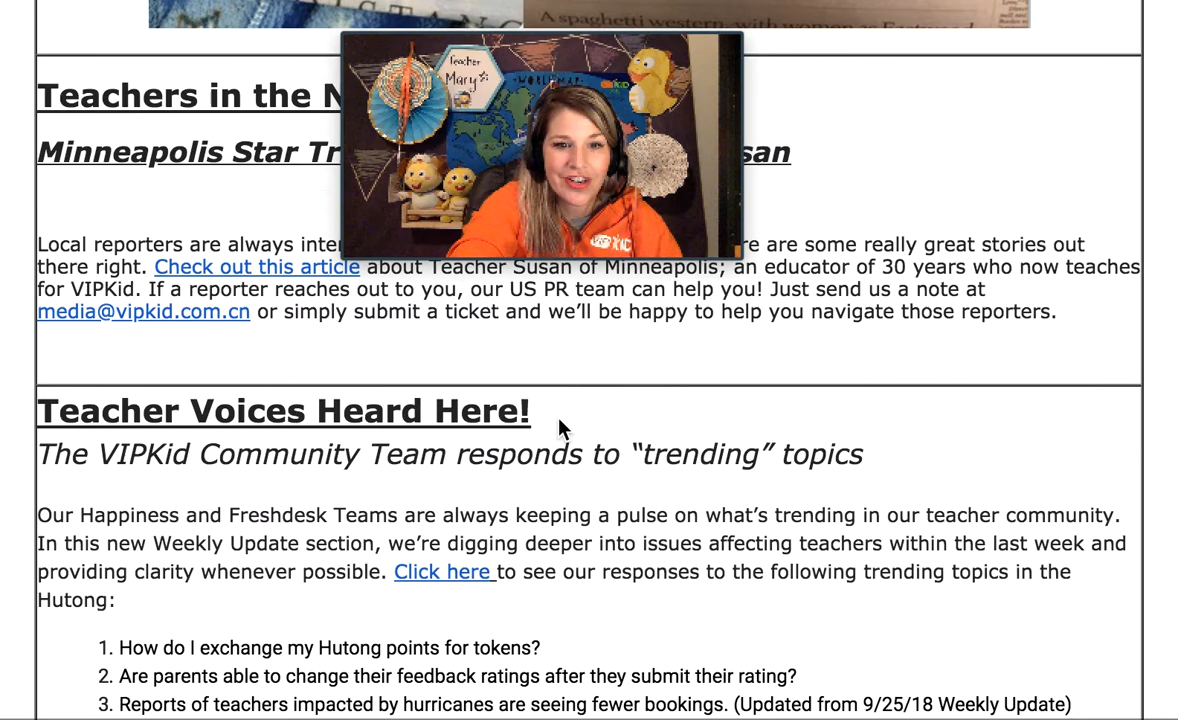 A spaghetti western, with women as Eastwood
Teachers in the N
Teacher
Mary
WORLD MAP
Minneapolis Star Tr
san
Local reporters are always inte re are some really great stories out
there right. Check out this article about Teacher Susan of Minneapolis; an educator of 30 years who now teaches
for VIPKid. If a reporter reaches out to you, our US PR team can help you! Just send us a note at
media@vipkid.com.cn or simply submit a ticket and we’ll be happy to help you navigate those reporters.
Teacher Voices Heard Here!
The VIPKid Community Team responds to “trending” topics
Our Happiness and Freshdesk Teams are always keeping a pulse on what’s trending in our teacher community.
In this new Weekly Update section, we’re digging deeper into issues affecting teachers within the last week and
providing clarity whenever possible. Click here to see our responses to the following trending topics in the
Hutong:
1. How do I exchange my Hutong points for tokens?
2. Are parents able to change their feedback ratings after they submit their rating?
3. Reports of teachers impacted by hurricanes are seeing fewer bookings. (Updated from 9/25/18 Weekly Update)